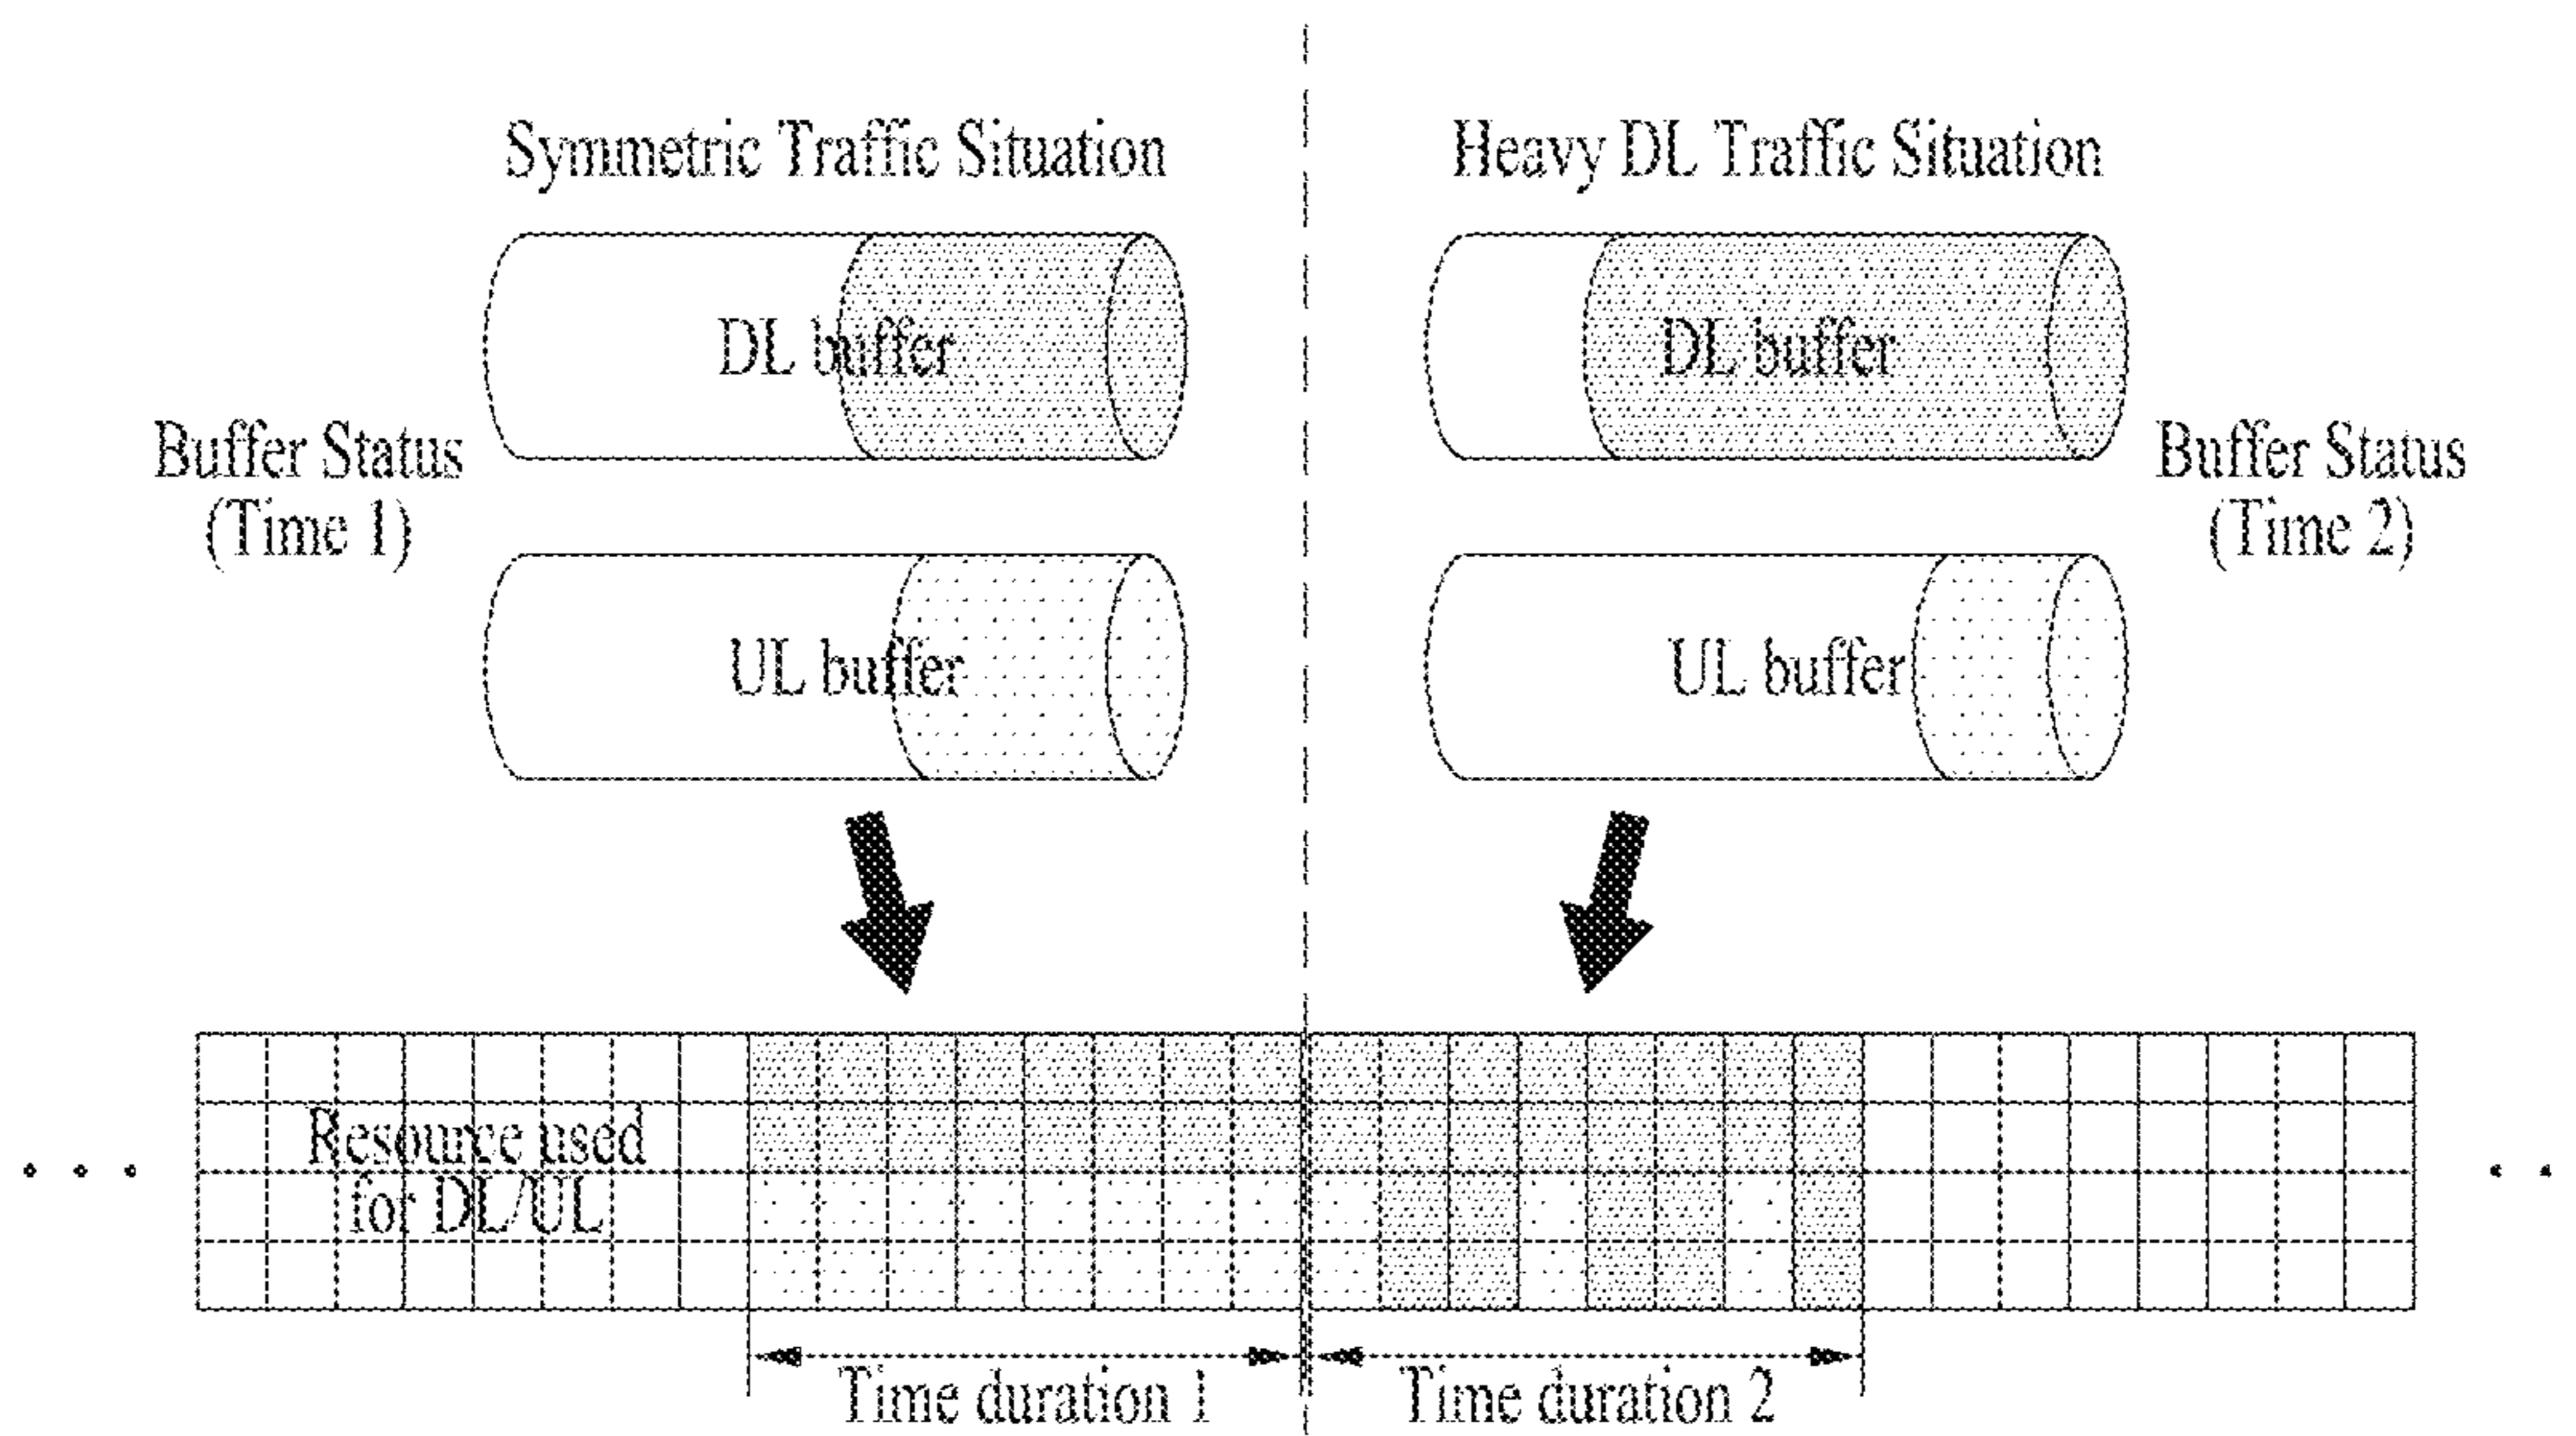 Symmetric Traffic Situation
Heavy DL Traffic Situation
DL buffer
DL buffer
Buffer Status
(Time 1)
Buffer Status
(Time 2)
UL buffer
UL buffer
Resource used
for DL/UL
Time duration 1
Time duration 2